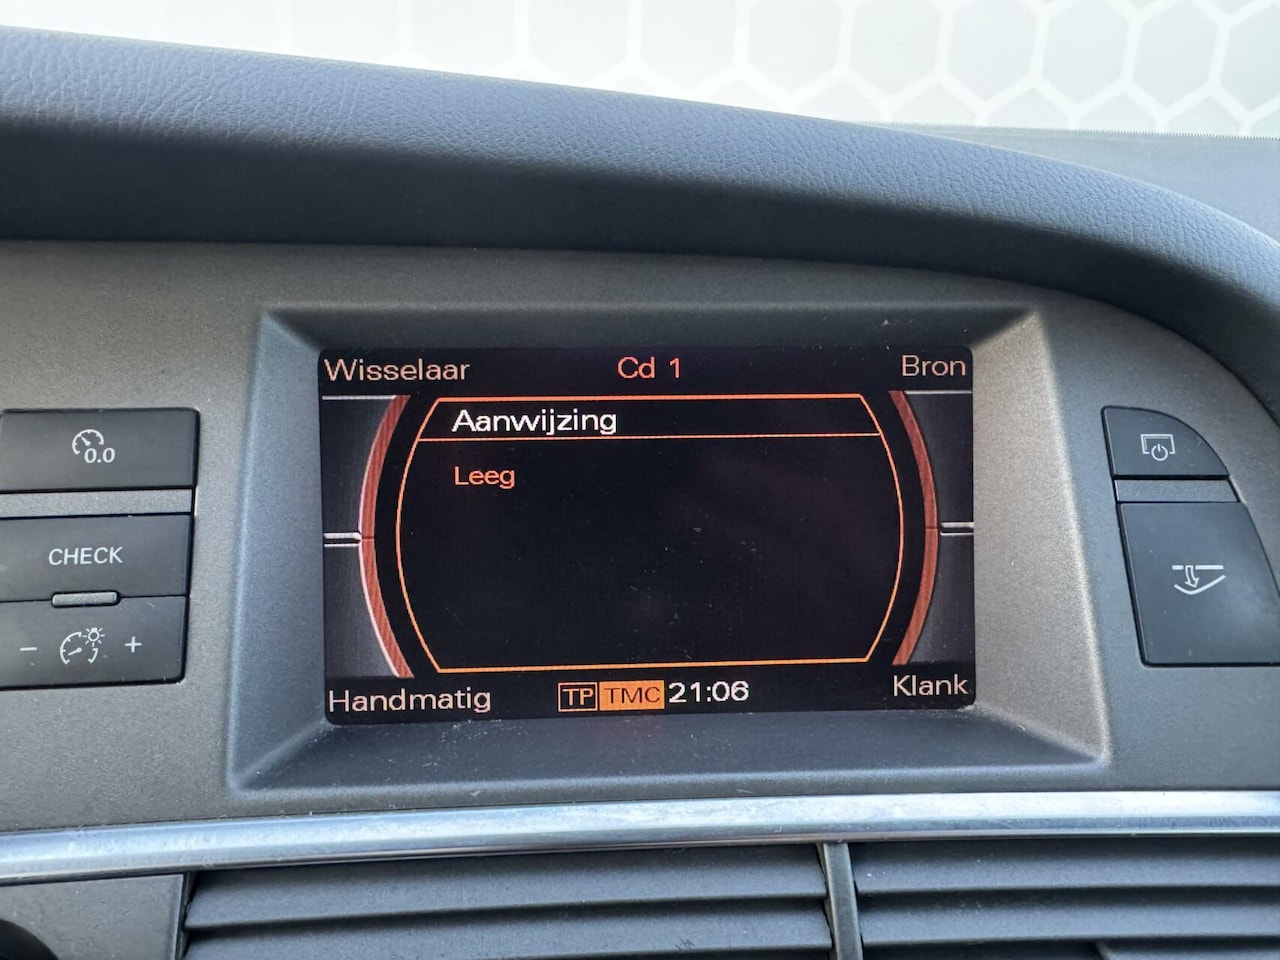 Wisselaar Cd 1 Bron
Aanwijzing
Leeg
Handmatig TP TMC 21:06 Klank
0.0
CHECK
- +